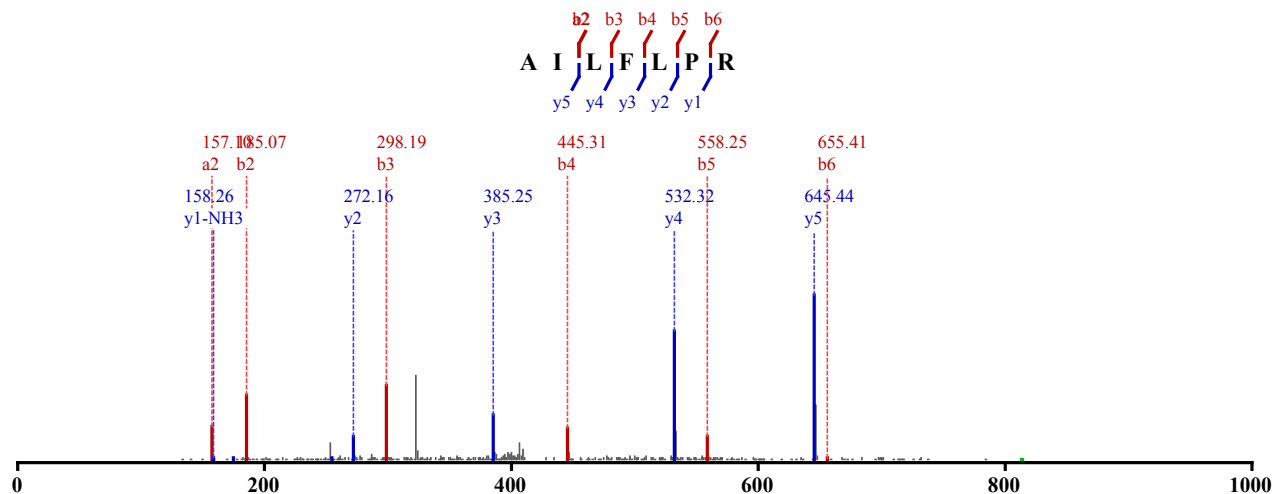 a2 b2 b3 b4 b5 b6
A I L F L P R
y5 y4 y3 y2 y1
157.10 185.07 298.19 445.31 558.25 655.41
a2 b2 b3 b4 b5 b6
158.26 272.16 385.25 532.32 645.44
y1-NH3 y2 y3 y4 y5
0 200 400 600 800 1000